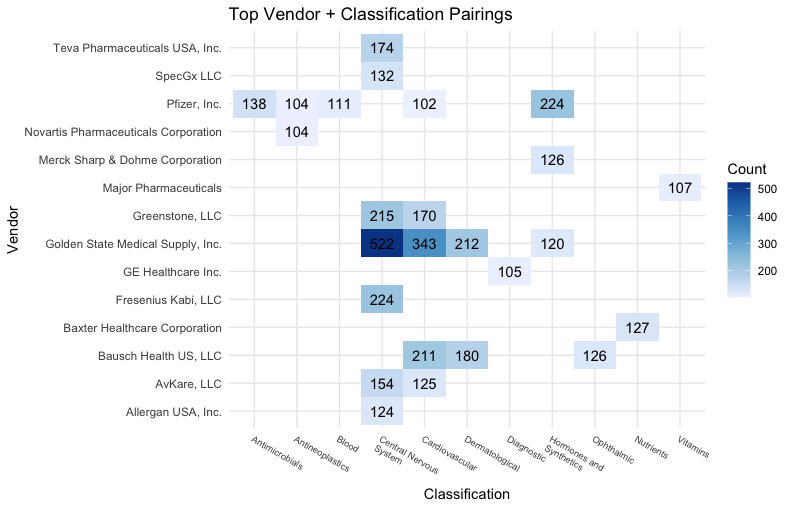 Top Vendor + Classification Pairings
Vendor
Teva Pharmaceuticals USA, Inc. 174
SpecGx LLC 132
Pfizer, Inc. 138 104 111 102 224
Novartis Pharmaceuticals Corporation 104
Merck Sharp & Dohme Corporation 126
Major Pharmaceuticals 107
Greenstone, LLC 215 170
Golden State Medical Supply, Inc. 522 343 212 120
GE Healthcare Inc. 105
Fresenius Kabi, LLC 224
Baxter Healthcare Corporation 127
Bausch Health US, LLC 211 180 126
AvKare, LLC 154 125
Allergan USA, Inc. 124
Antimicrobials
Antineoplastics
Blood
Central Nervous
System
Cardiovascular
Dermatological
Diagnostic
Hormones and
Synthetics
Ophthalmic
Nutrients
Vitamins
Classification
Count
500
400
300
200